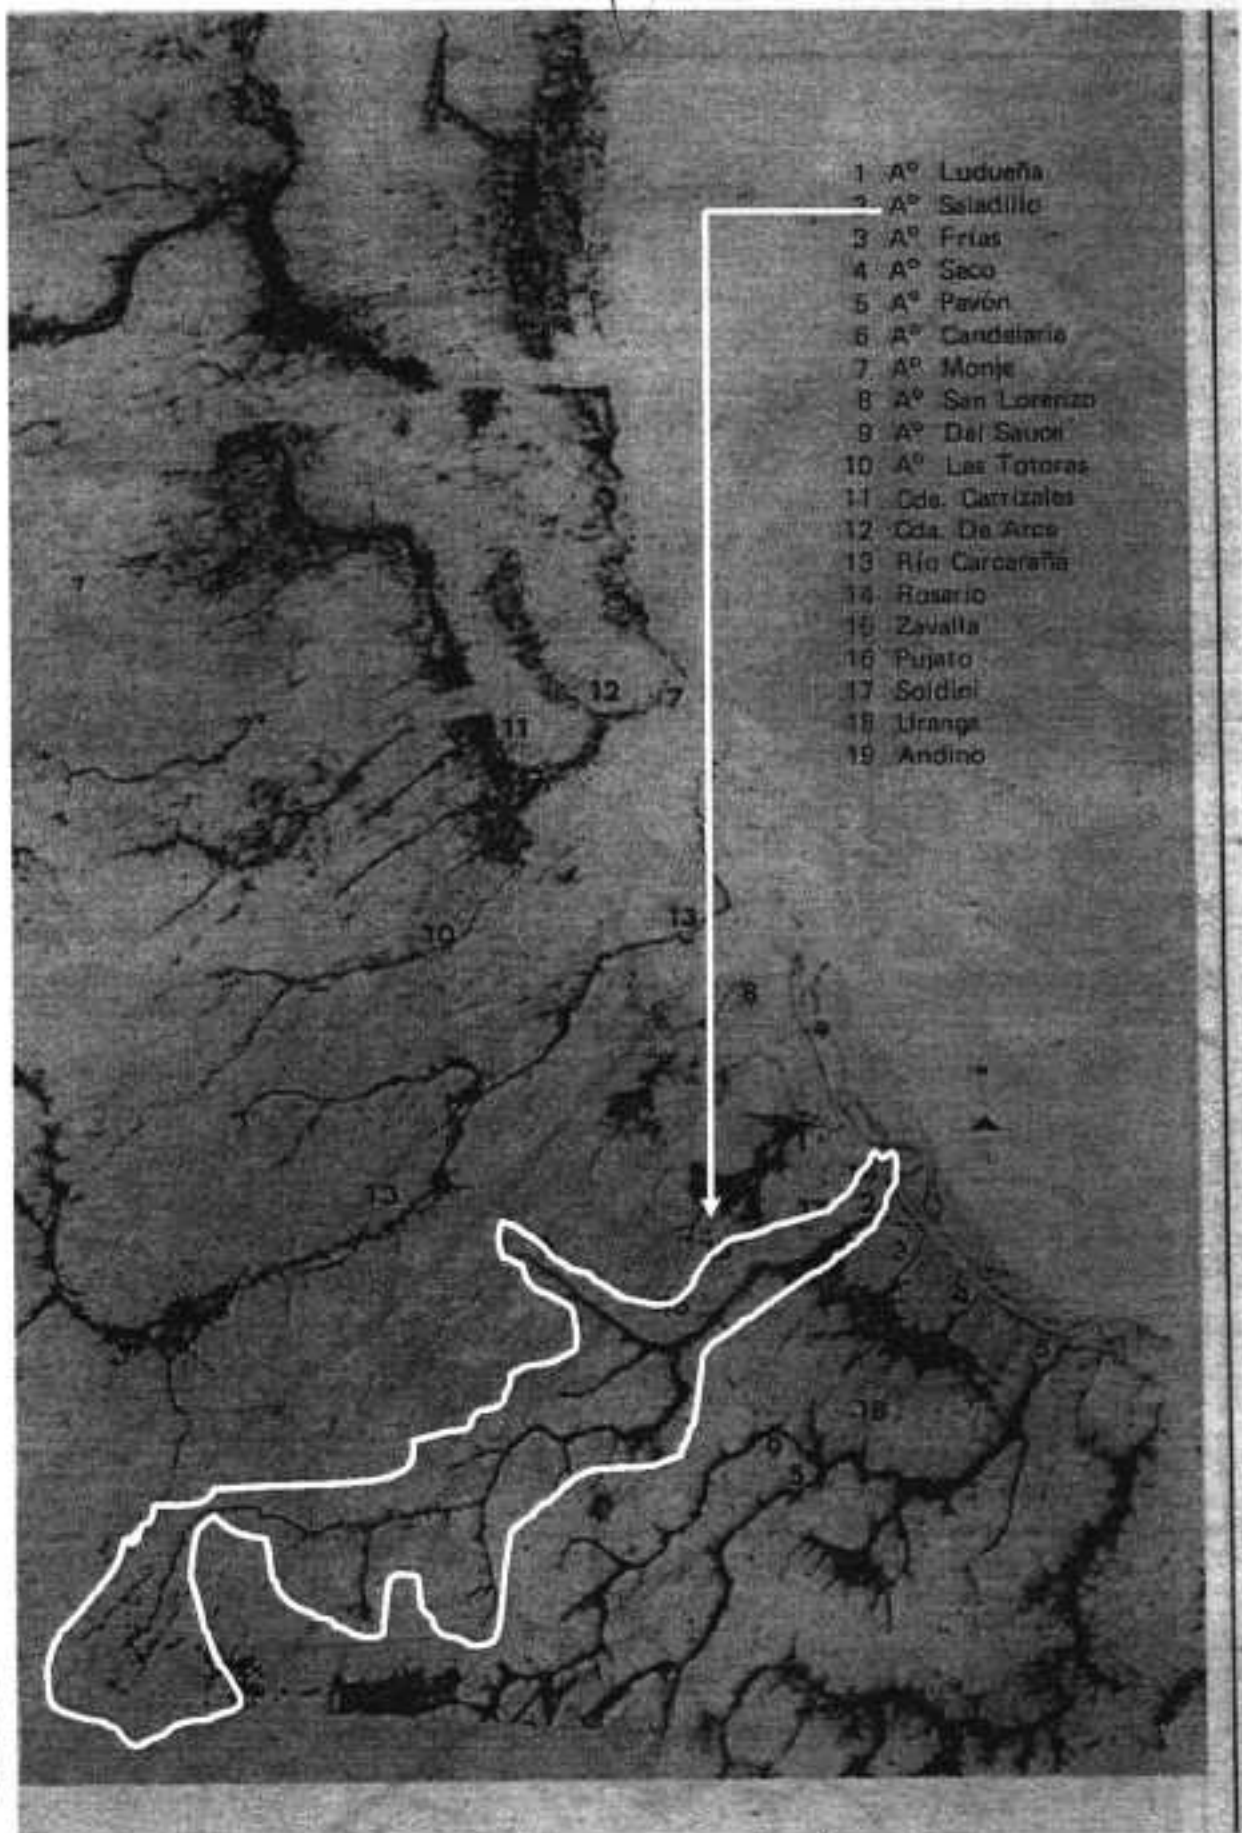 1 Aº Ludueña
2 Aº Saladillo
3 Aº Frías
4 Aº Seco
5 Aº Pavón
6 Aº Candelaria
7 Aº Monje
8 Aº San Lorenzo
9 Aº Del Sauce
10 Aº Las Totoras
11 Cda. Carrizales
12 Cda. De Arce
13 Río Carcaraña
14 Rosario
15 Zavalla
16 Pujato
17 Soldini
18 Uranga
19 Andino
12
7
11
13
10
8
13
3
4
5
18
6
5